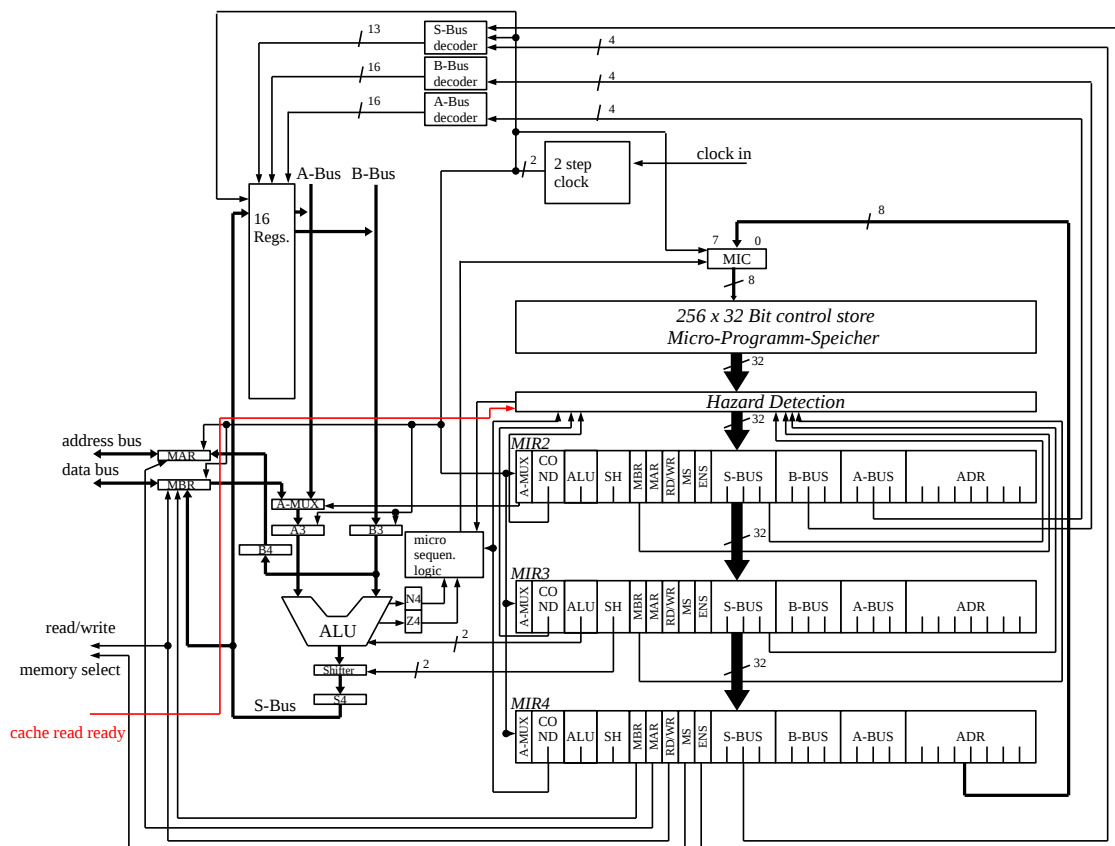 13
S-Bus
decoder
4
16
B-Bus
decoder
4
16
A-Bus
decoder
4
2
2 step
clock
clock in
A-Bus
B-Bus
16
Regs.
8
7
0
MIC
8
256 x 32 Bit control store
Micro-Programm-Speicher
32
Hazard Detection
32
address bus
MAR
data bus
MBR
A-MUX
A3
B3
B4
micro
sequen.
logic
N4
Z4
ALU
2
Shifter
2
S4
S-Bus
read/write
memory select
cache read ready
MIR2
A-MUX
CO
ND
ALU
SH
MBR
MAR
RD/WR
MS
ENS
S-BUS
B-BUS
A-BUS
ADR
32
MIR3
A-MUX
CO
ND
ALU
SH
MBR
MAR
RD/WR
MS
ENS
S-BUS
B-BUS
A-BUS
ADR
32
MIR4
A-MUX
CO
ND
ALU
SH
MBR
MAR
RD/WR
MS
ENS
S-BUS
B-BUS
A-BUS
ADR